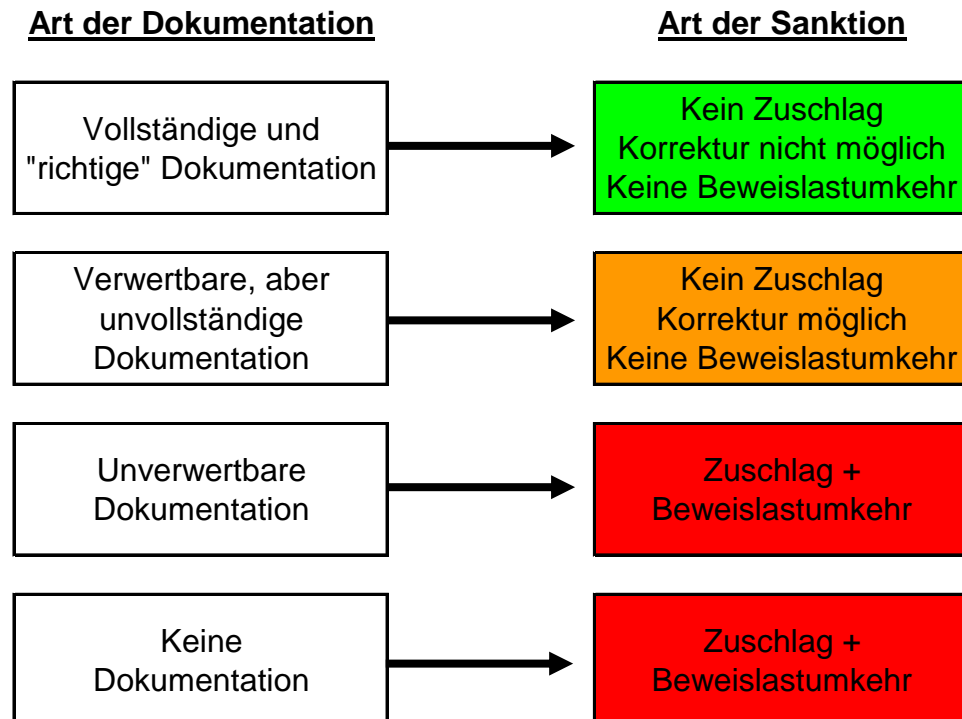 Art der Dokumentation
Art der Sanktion
Vollständige und
"richtige" Dokumentation
Kein Zuschlag
Korrektur nicht möglich
Keine Beweislastumkehr
Verwertbare, aber
unvollständige
Dokumentation
Kein Zuschlag
Korrektur möglich
Keine Beweislastumkehr
Unverwertbare
Dokumentation
Zuschlag +
Beweislastumkehr
Keine
Dokumentation
Zuschlag +
Beweislastumkehr